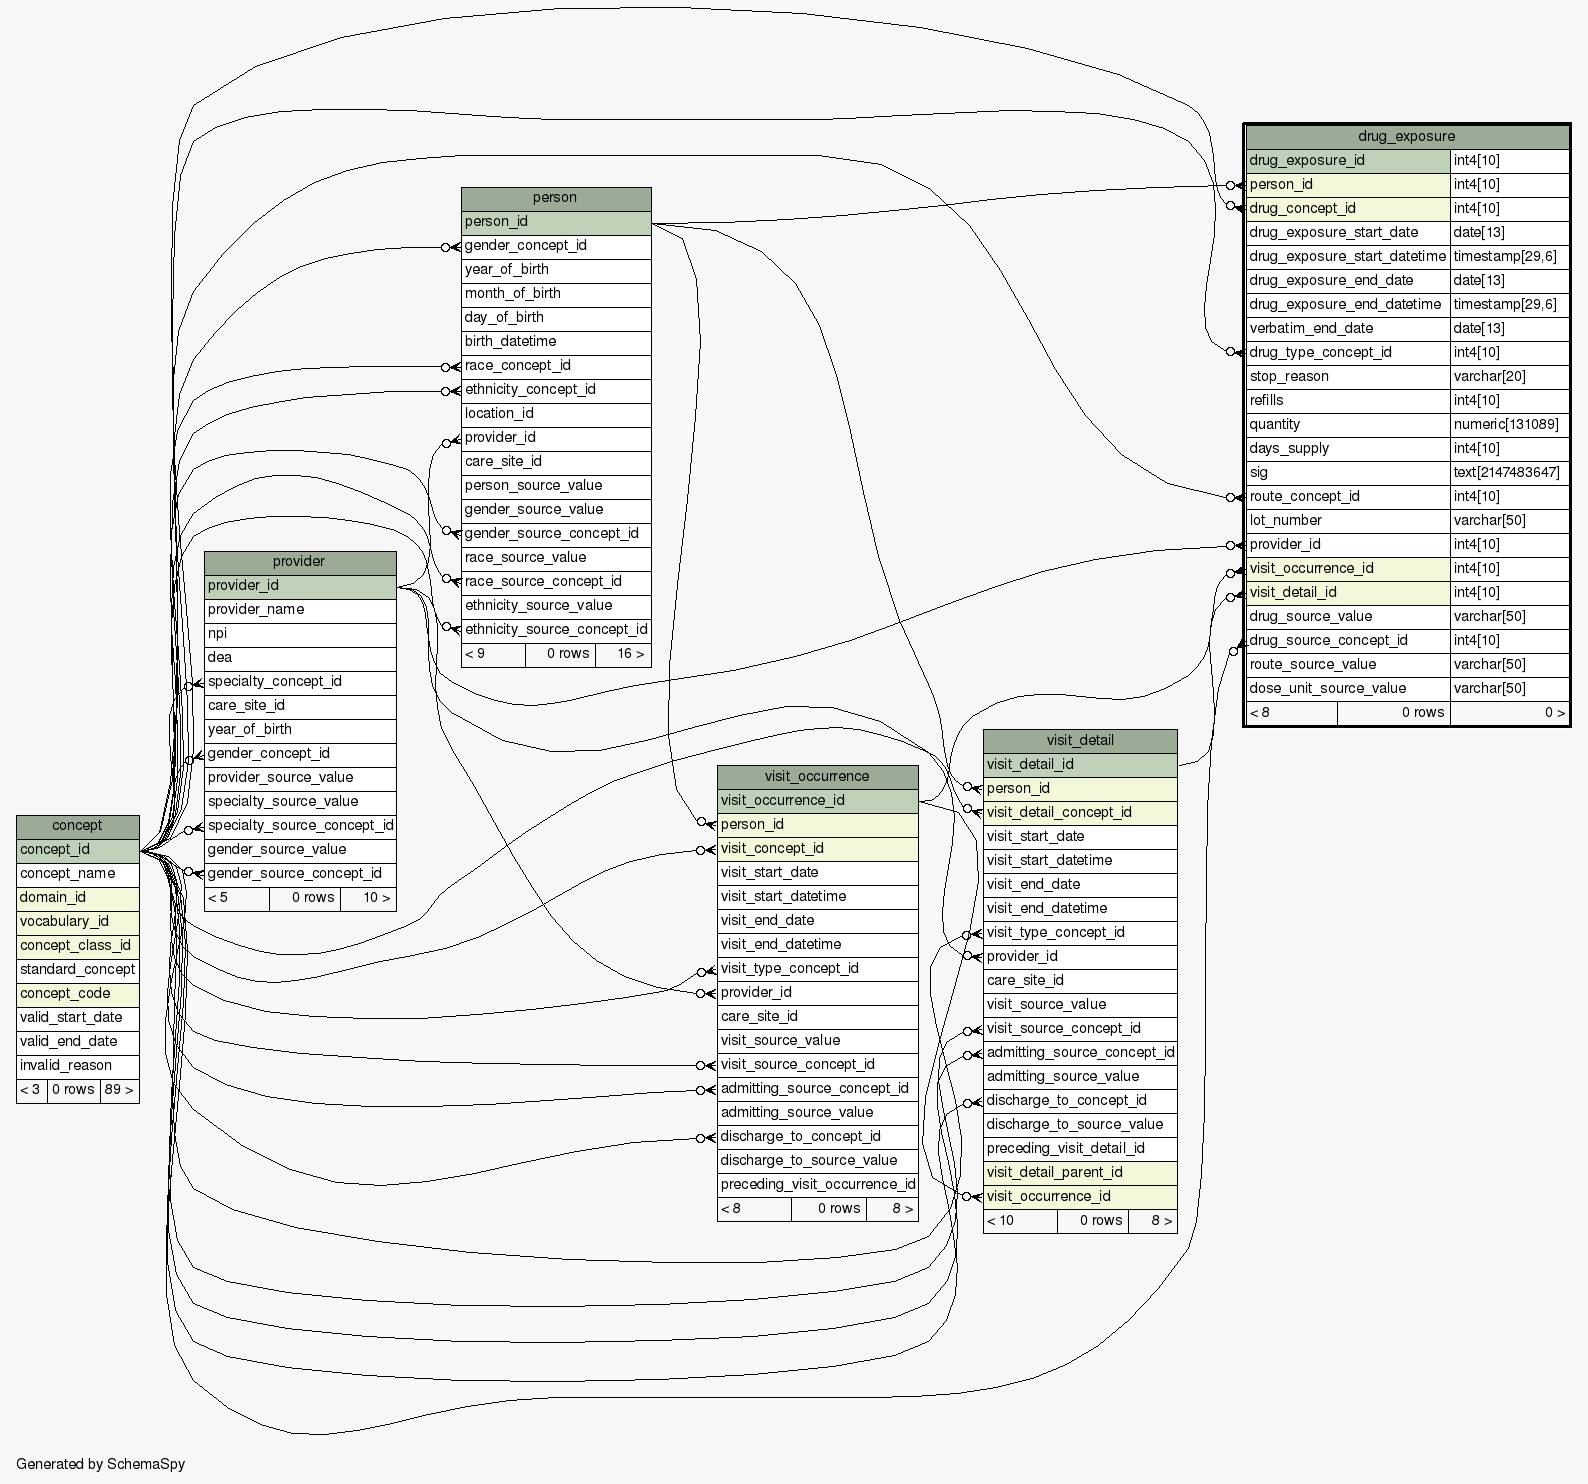 drug_exposure
drug_exposure_id int4[10]
person_id int4[10]
drug_concept_id int4[10]
drug_exposure_start_date date[13]
drug_exposure_start_datetime timestamp[29,6]
drug_exposure_end_date date[13]
drug_exposure_end_datetime timestamp[29,6]
verbatim_end_date date[13]
drug_type_concept_id int4[10]
stop_reason varchar[20]
refills int4[10]
quantity numeric[131089]
days_supply int4[10]
sig text[2147483647]
route_concept_id int4[10]
lot_number varchar[50]
provider_id int4[10]
visit_occurrence_id int4[10]
visit_detail_id int4[10]
drug_source_value varchar[50]
drug_source_concept_id int4[10]
route_source_value varchar[50]
dose_unit_source_value varchar[50]
< 8 0 rows 0 >
person
person_id
gender_concept_id
year_of_birth
month_of_birth
day_of_birth
birth_datetime
race_concept_id
ethnicity_concept_id
location_id
provider_id
care_site_id
person_source_value
gender_source_value
gender_source_concept_id
race_source_value
race_source_concept_id
ethnicity_source_value
ethnicity_source_concept_id
< 9 0 rows 16 >
provider
provider_id
provider_name
npi
dea
specialty_concept_id
care_site_id
year_of_birth
gender_concept_id
provider_source_value
specialty_source_value
specialty_source_concept_id
gender_source_value
gender_source_concept_id
< 5 0 rows 10 >
visit_detail
visit_detail_id
person_id
visit_detail_concept_id
visit_start_date
visit_start_datetime
visit_end_date
visit_end_datetime
visit_type_concept_id
provider_id
care_site_id
visit_source_value
visit_source_concept_id
admitting_source_concept_id
admitting_source_value
discharge_to_concept_id
discharge_to_source_value
preceding_visit_detail_id
visit_detail_parent_id
visit_occurrence_id
< 10 0 rows 8 >
visit_occurrence
visit_occurrence_id
person_id
visit_concept_id
visit_start_date
visit_start_datetime
visit_end_date
visit_end_datetime
visit_type_concept_id
provider_id
care_site_id
visit_source_value
visit_source_concept_id
admitting_source_concept_id
admitting_source_value
discharge_to_concept_id
discharge_to_source_value
preceding_visit_occurrence_id
< 8 0 rows 8 >
concept
concept_id
concept_name
domain_id
vocabulary_id
concept_class_id
standard_concept
concept_code
valid_start_date
valid_end_date
invalid_reason
< 3 0 rows 89 >
Generated by SchemaSpy